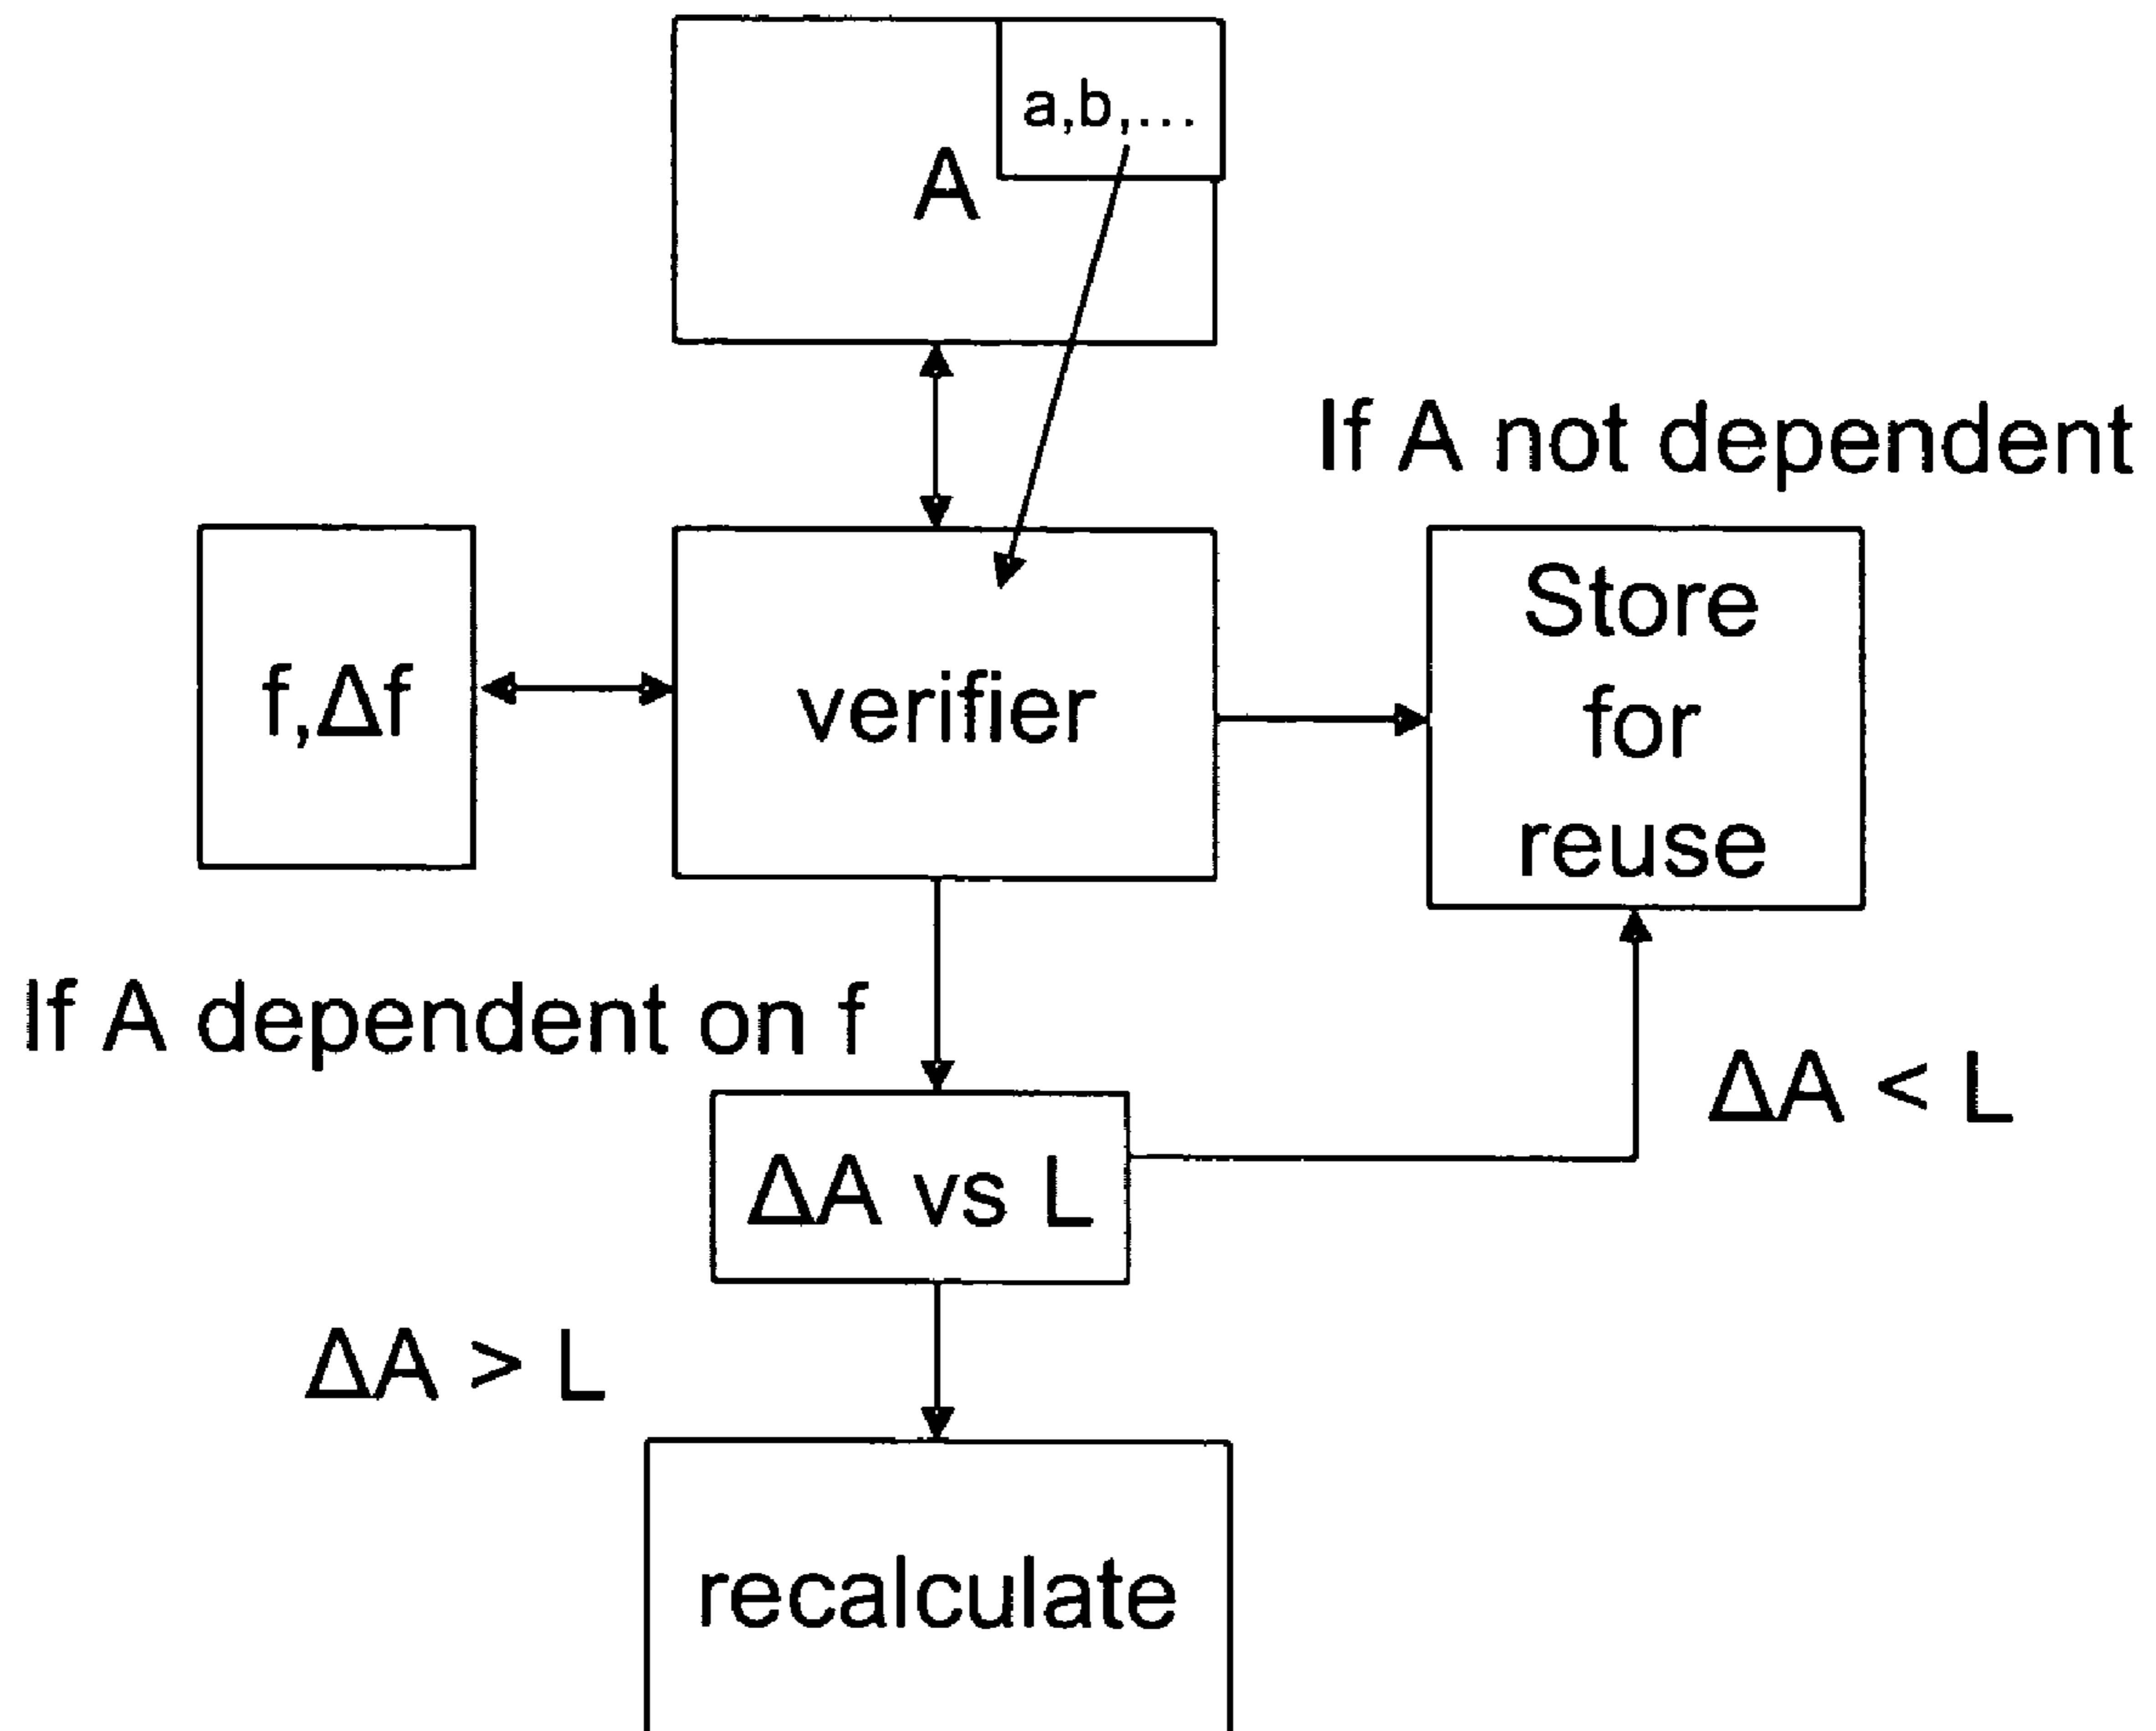 a,b,...
A
If A not dependent
f,Δf
verifier
Store
for
reuse
If A dependent on f
ΔA < L
ΔA vs L
ΔA > L
recalculate